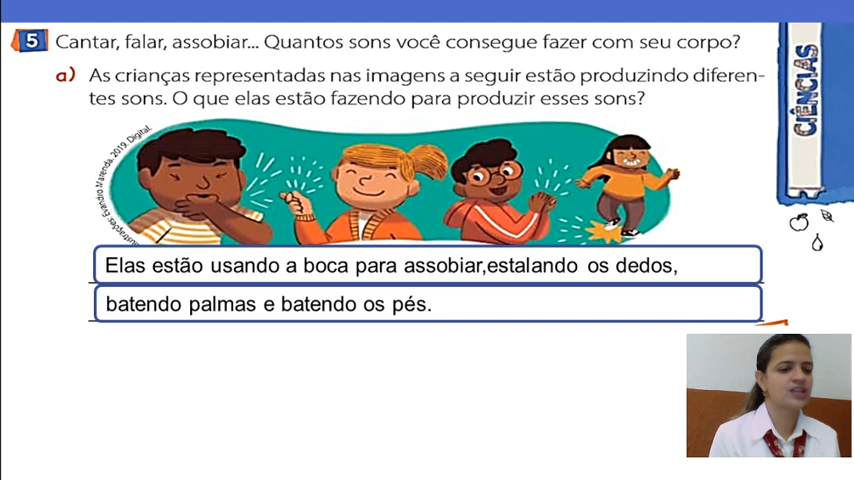 5 Cantar, falar, assobiar... Quantos sons você consegue fazer com seu corpo?
a) As crianças representadas nas imagens a seguir estão produzindo diferen-
tes sons. O que elas estão fazendo para produzir esses sons?
Ilustrações: Evandro Marenda. 2019. Digital.
Elas estão usando a boca para assobiar,estalando os dedos,
batendo palmas e batendo os pés.
CIÊNCIAS